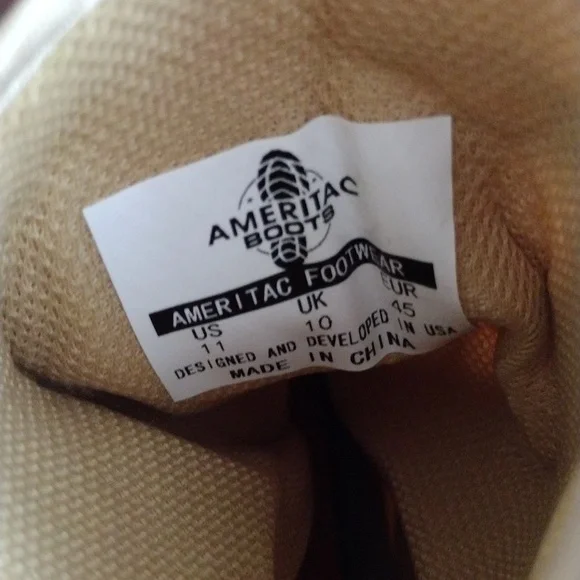 AMERITAC
BOOTS
AMERITAC FOOTWEAR
US UK EUR
11 10 45
DESIGNED AND DEVELOPED IN USA
MADE IN CHINA